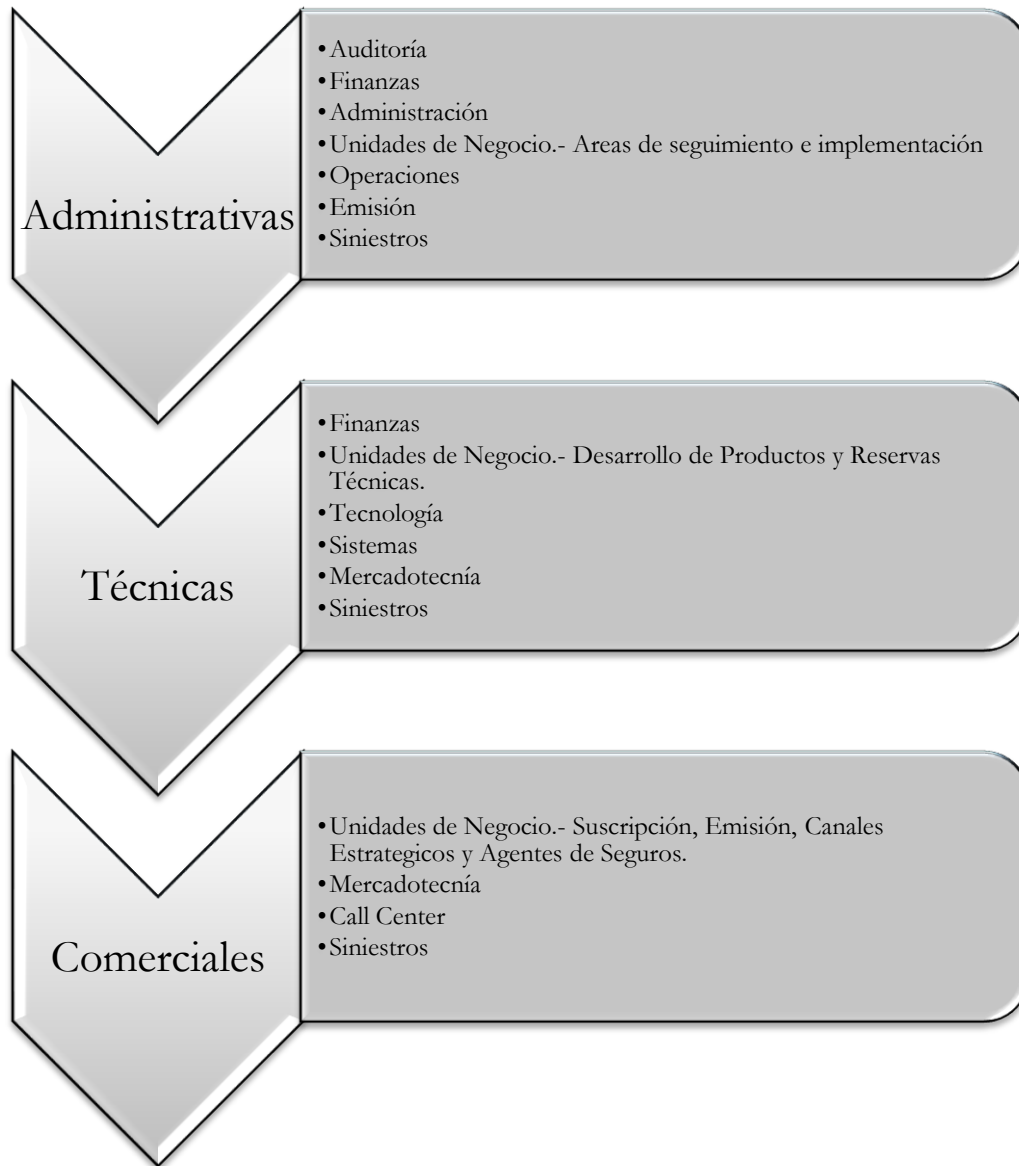 Administrativas
•Auditoría
•Finanzas
•Administración
•Unidades de Negocio.- Areas de seguimiento e implementación
•Operaciones
•Emisión
•Siniestros
Técnicas
•Finanzas
•Unidades de Negocio.- Desarrollo de Productos y Reservas
Técnicas.
•Tecnología
•Sistemas
•Mercadotecnía
•Siniestros
Comerciales
•Unidades de Negocio.- Suscripción, Emisión, Canales
Estrategicos y Agentes de Seguros.
•Mercadotecnía
•Call Center
•Siniestros